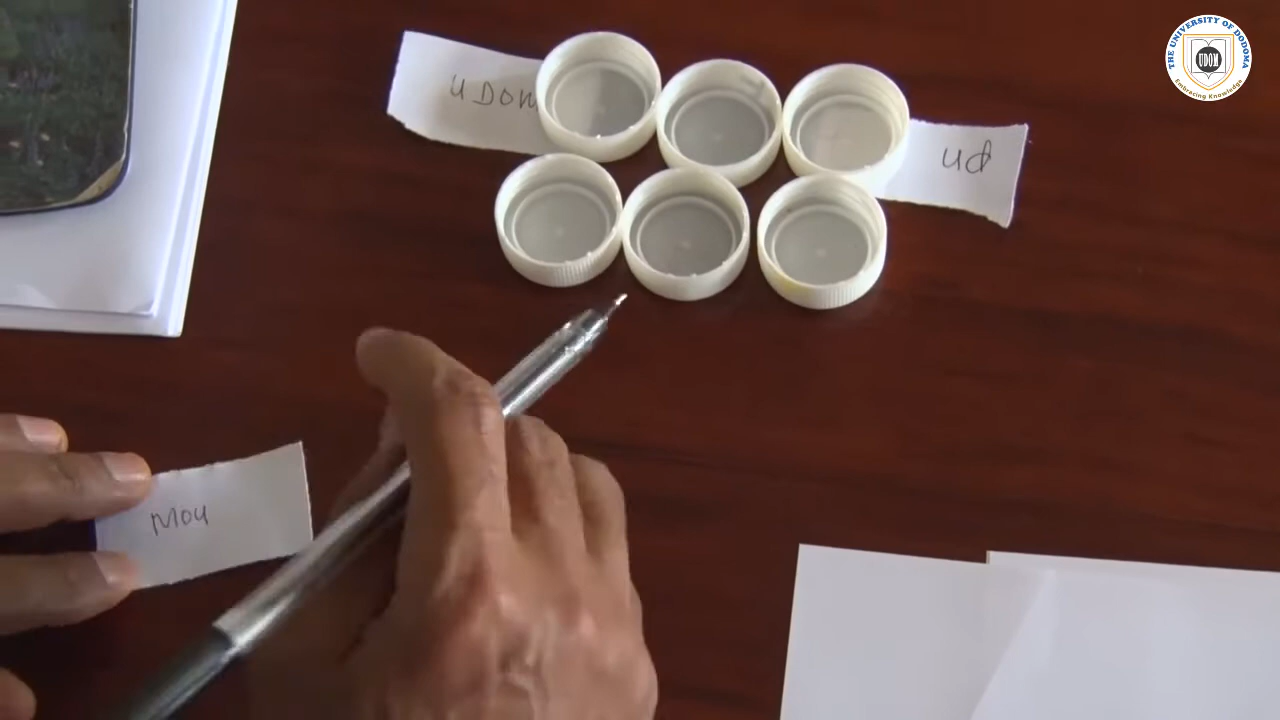 UDOM
ud
MOU
THE UNIVERSITY OF DODOMA
UDOM
Embracing Knowledge